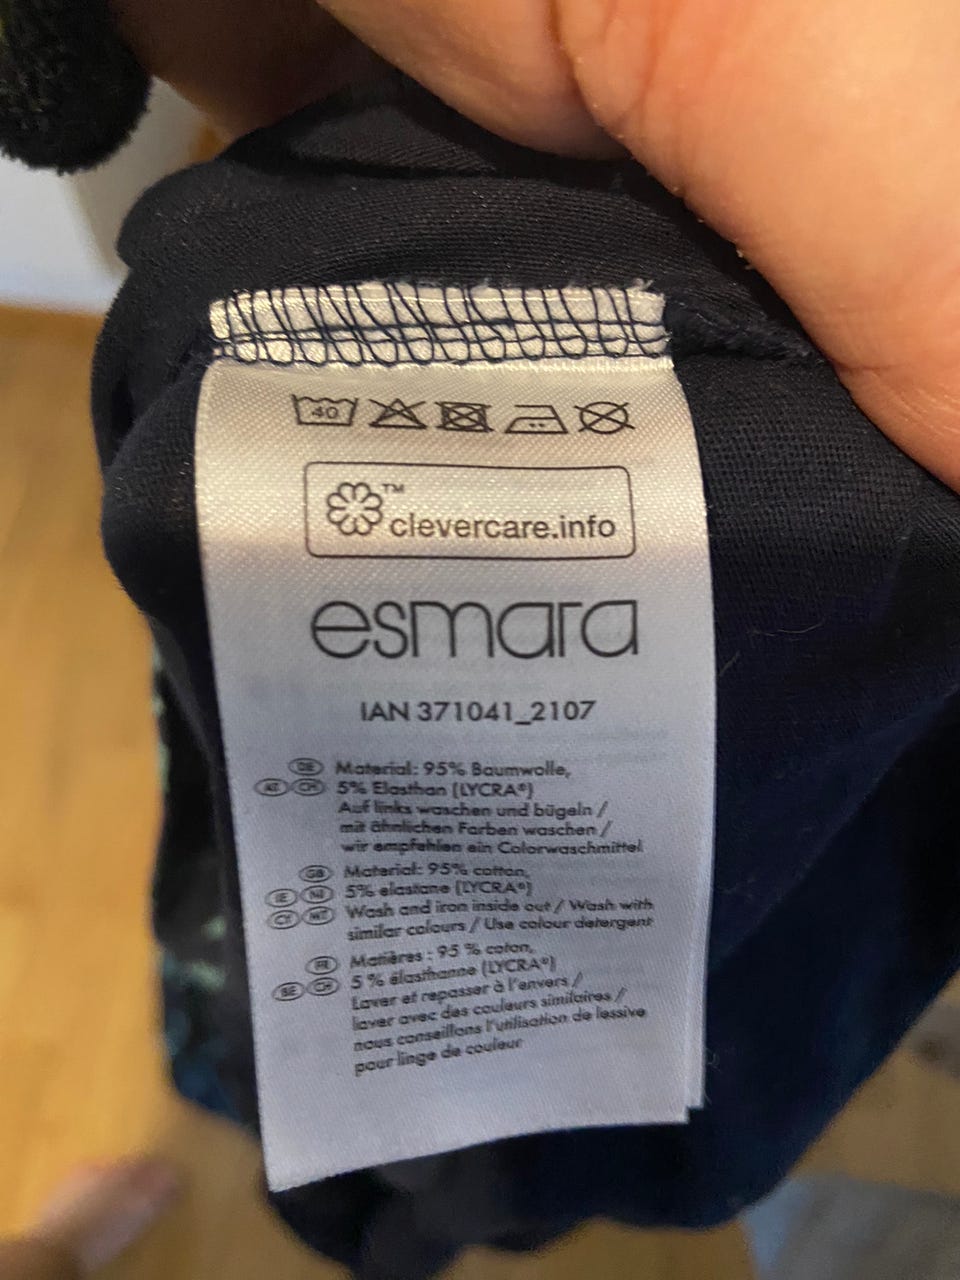 40
™
clevercare.info
esmara
IAN 371041_2107
DE Material: 95% Baumwolle,
AT CH 5% Elasthan (LYCRA®)
Auf links waschen und bügeln /
mit ähnlichen Farben waschen /
wir empfehlen ein Colorwaschmittel
GB Material: 95% cotton,
IE NI 5% elastane (LYCRA®)
CY MT Wash and iron inside out / Wash with
similar colours / Use colour detergent
FR Matières : 95 % coton,
BE CH 5 % élasthanne (LYCRA®)
Laver et repasser à l'envers /
laver avec des couleurs similaires /
nous conseillons l'utilisation de lessive
pour linge de couleur